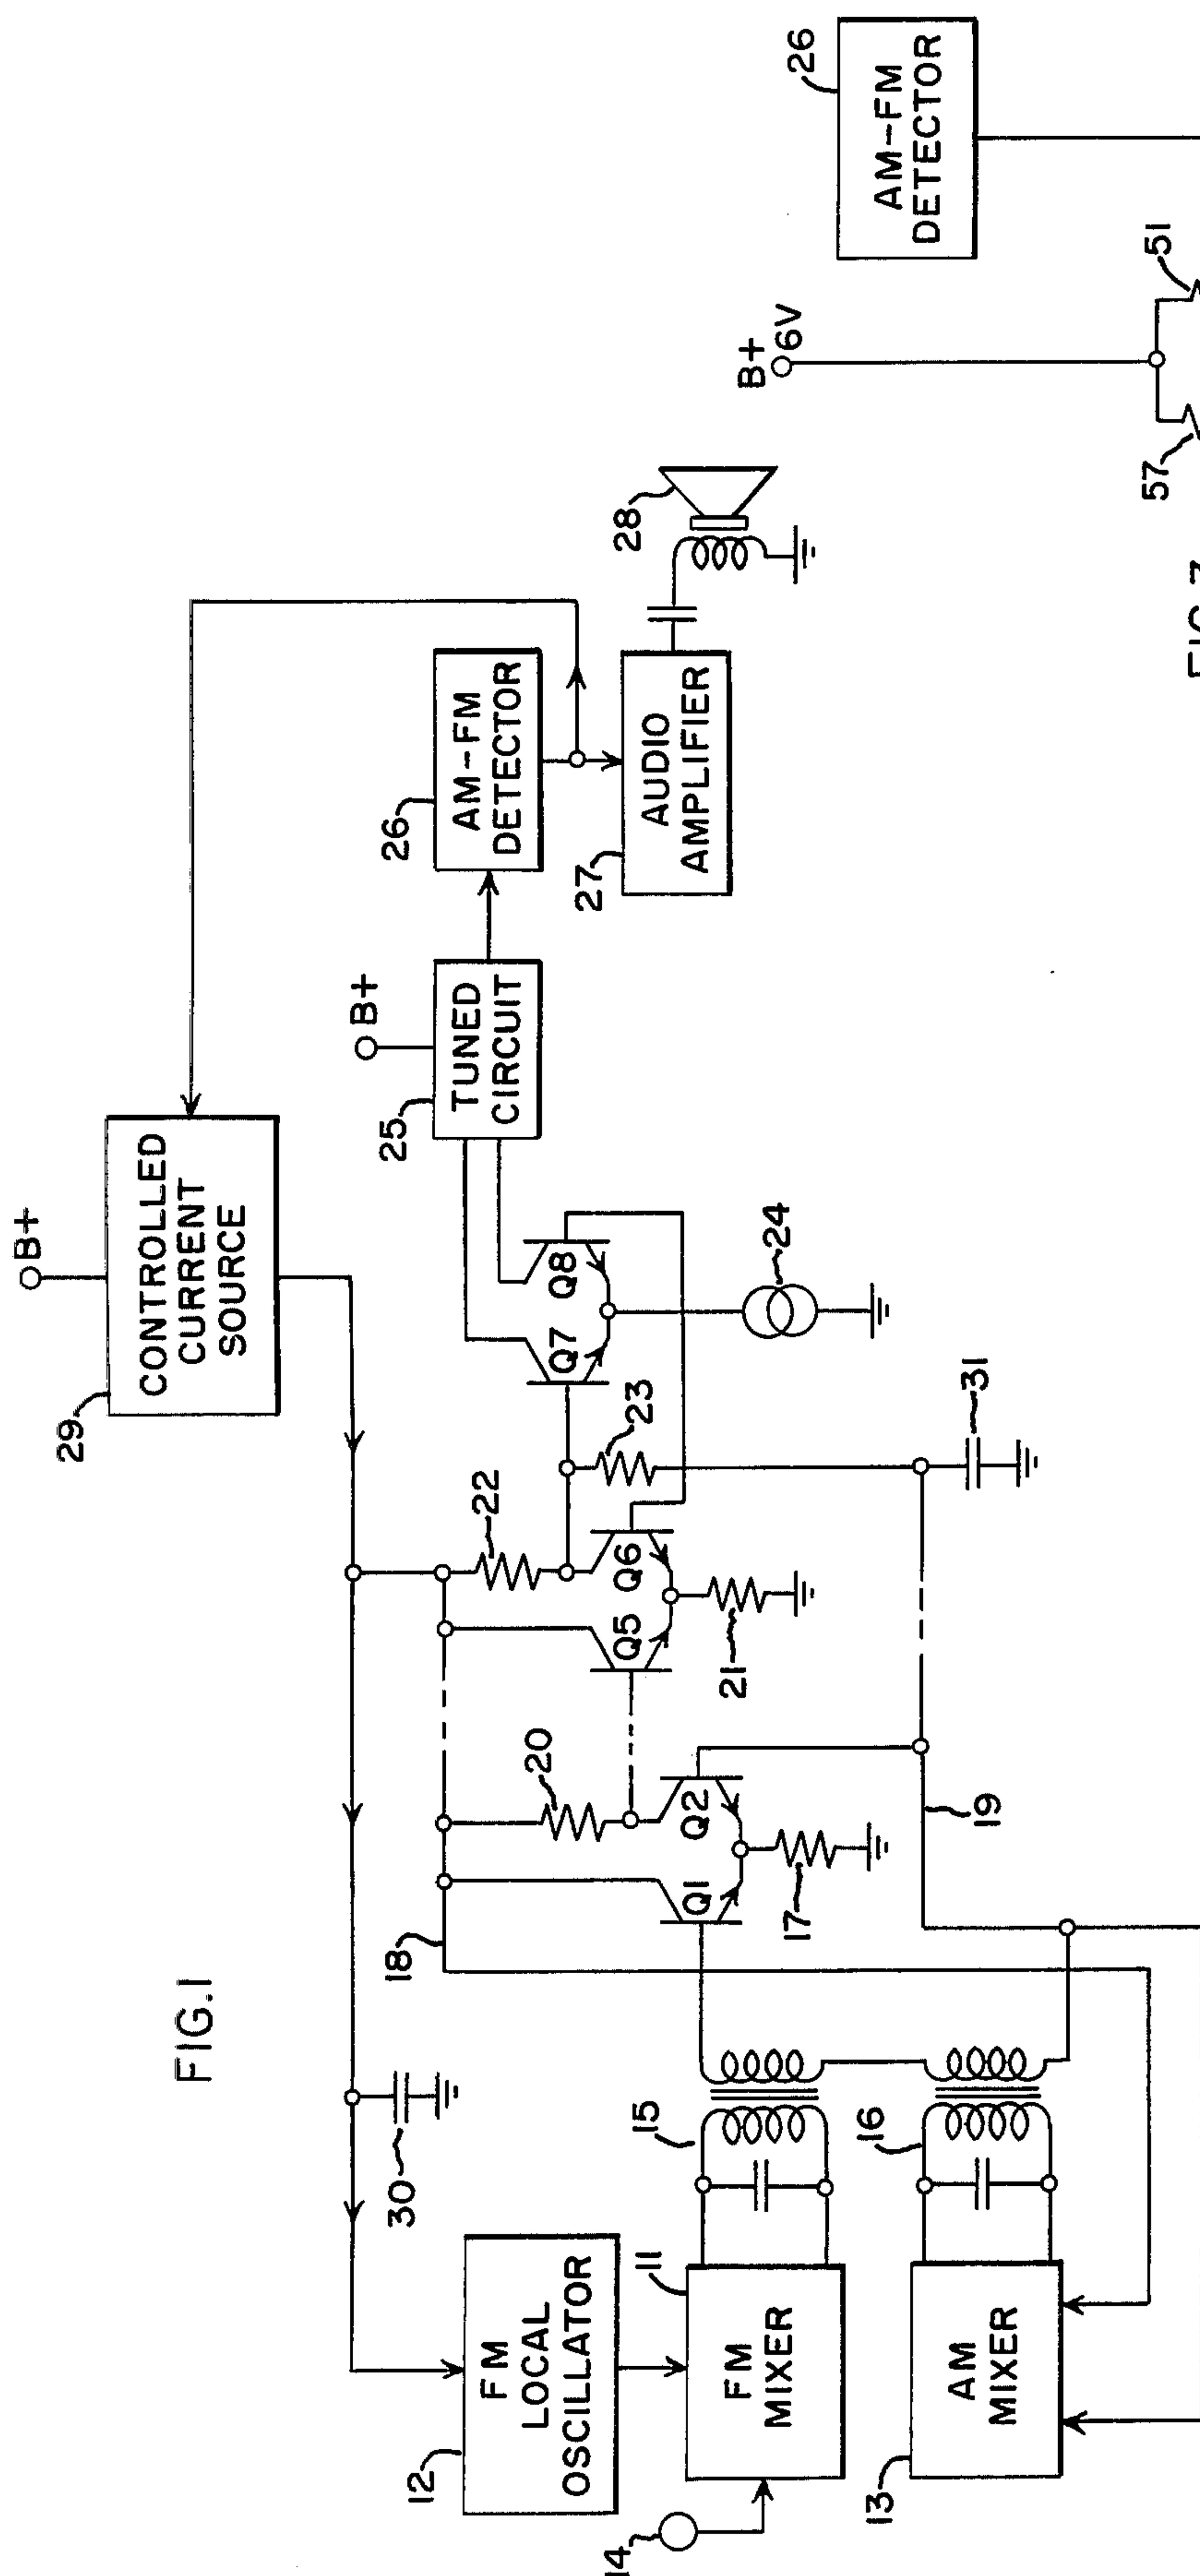 FIG.1
B+
29
CONTROLLED
CURRENT
SOURCE
12
FM
LOCAL
OSCILLATOR
30
18
20
22
25
B+
TUNED
CIRCUIT
26
AM-FM
DETECTOR
14
11
FM
MIXER
15
Q1
Q2
17
Q5
Q6
21
23
Q7
Q8
24
27
AUDIO
AMPLIFIER
28
13
AM
MIXER
16
19
31
B+
6V
57
51
26
AM-FM
DETECTOR